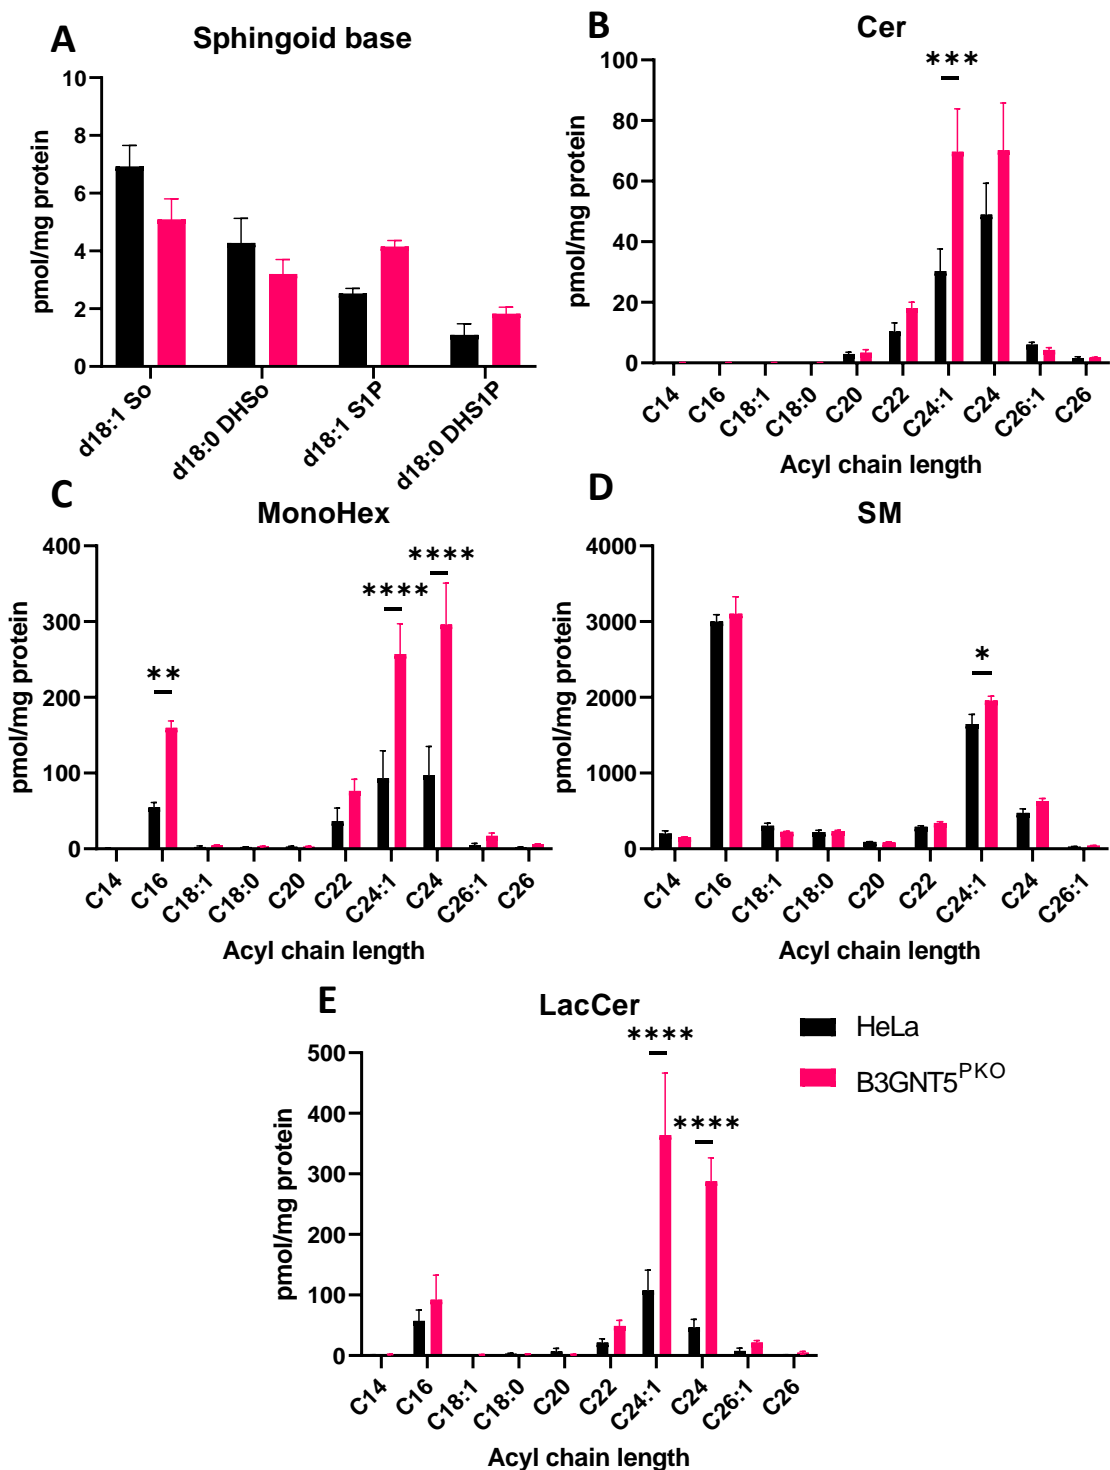 A
Sphingoid base
pmol/mg protein
10
8
6
4
2
0
d18:1 So
d18:0 DHSo
d18:1 S1P
d18:0 DHS1P
B
Cer
***
pmol/mg protein
100
80
60
40
20
0
C14
C16
C18:1
C18:0
C20
C22
C24:1
C24
C26:1
C26
Acyl chain length
C
MonoHex
**
****
****
pmol/mg protein
400
300
200
100
0
C14
C16
C18:1
C18:0
C20
C22
C24:1
C24
C26:1
C26
Acyl chain length
D
SM
*
pmol/mg protein
4000
3000
2000
1000
0
C14
C16
C18:1
C18:0
C20
C22
C24:1
C24
C26:1
Acyl chain length
E
LacCer
****
****
pmol/mg protein
500
400
300
200
100
0
C14
C16
C18:1
C18:0
C20
C22
C24:1
C24
C26:1
C26
Acyl chain length
HeLa
B3GNT5PKO